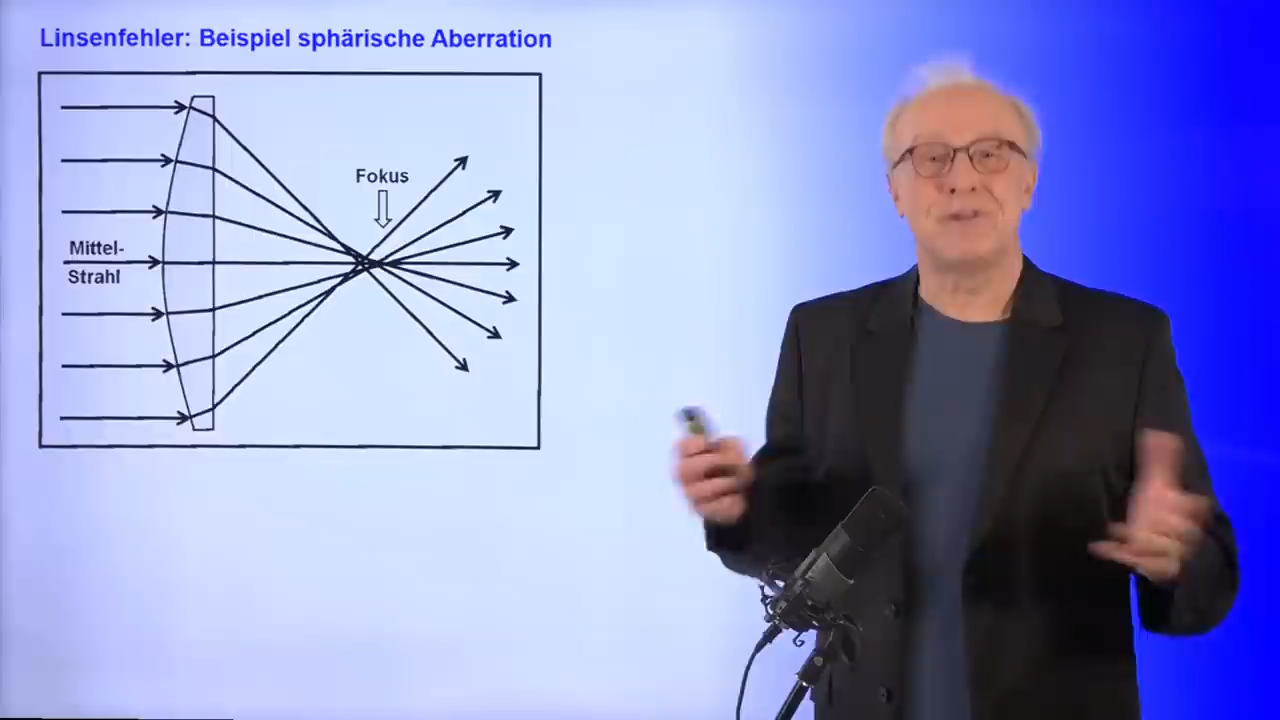 Linsenfehler: Beispiel sphärische Aberration
Fokus
Mittel-
Strahl